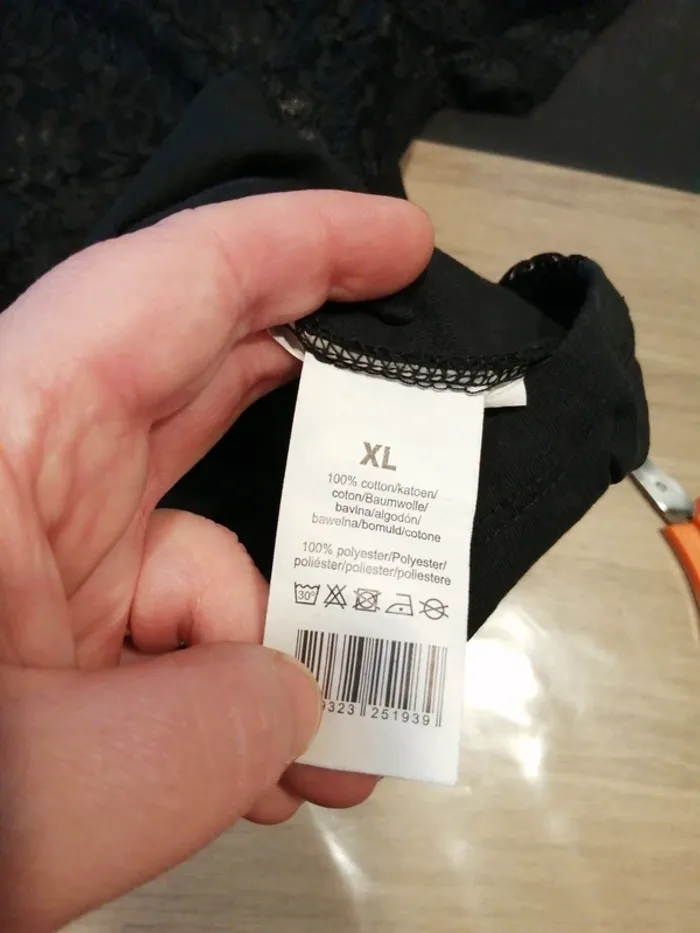 XL
100% cotton/katoen/
coton/Baumwolle/
bavlna/algodón/
bawełna/bomuld/cotone
100% polyester/Polyester/
poliéster/poliester/poliestere
30°
9323 251939